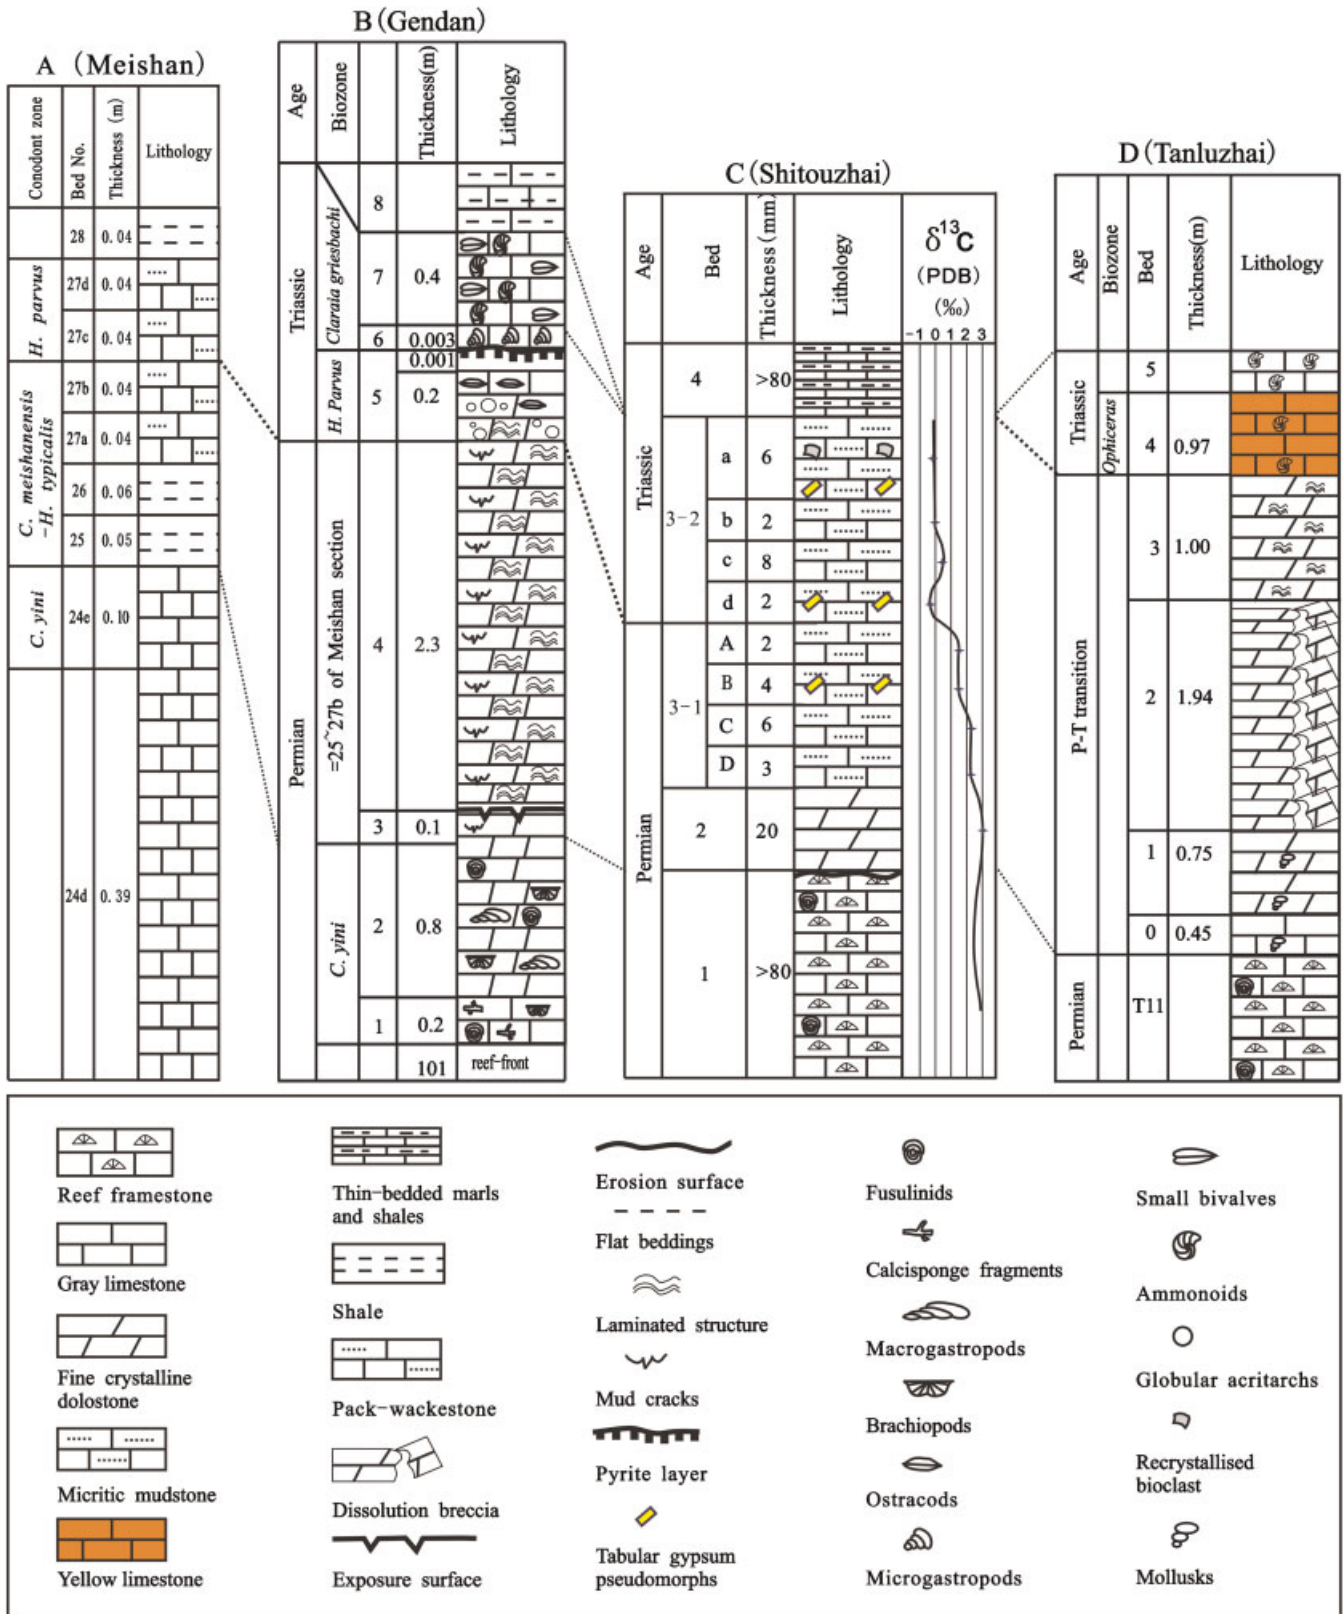 A (Meishan)
Conodont zone
Bed No.
Thickness (m)
Lithology
28
0.04
H. parvus
27d
0.04
27c
0.04
C. meishanensis
-H. typicalis
27b
0.04
27a
0.04
26
0.06
25
0.05
C. yini
24e
0.10
24d
0.39
B (Gendan)
Age
Biozone
Thickness(m)
Lithology
Triassic
Claraia griesbachi
8
7
0.4
6
0.003
0.001
H. Parvus
5
0.2
Permian
=25~27b of Meishan section
4
2.3
3
0.1
C. yini
2
0.8
1
0.2
101
reef-front
C (Shitouzhai)
Age
Bed
Thickness (mm)
Lithology
δ13C
(PDB)
(‰)
-1 0 1 2 3
Triassic
4
>80
3-2
a
6
b
2
c
8
d
2
3-1
A
2
B
4
C
6
D
3
Permian
2
20
1
>80
D (Tanluzhai)
Age
Biozone
Bed
Thickness(m)
Lithology
Triassic
5
Ophiceras
4
0.97
P-T transition
3
1.00
2
1.94
1
0.75
0
0.45
Permian
T11
Reef framestone
Gray limestone
Fine crystalline
dolostone
Micritic mudstone
Yellow limestone
Thin-bedded marls
and shales
Shale
Pack-wackestone
Dissolution breccia
Exposure surface
Erosion surface
Flat beddings
Laminated structure
Mud cracks
Pyrite layer
Tabular gypsum
pseudomorphs
Fusulinids
Calcisponge fragments
Macrogastropods
Brachiopods
Ostracods
Microgastropods
Small bivalves
Ammonoids
Globular acritarchs
Recrystallised
bioclast
Mollusks